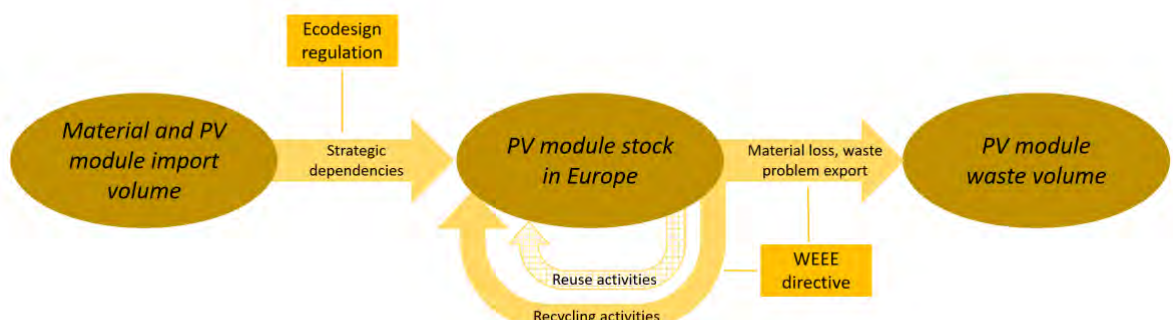 Ecodesign
regulation
Material and PV
module import
volume
Strategic
dependencies
PV module stock
in Europe
Material loss, waste
problem export
PV module
waste volume
WEEE
directive
Reuse activities
Recycling activities